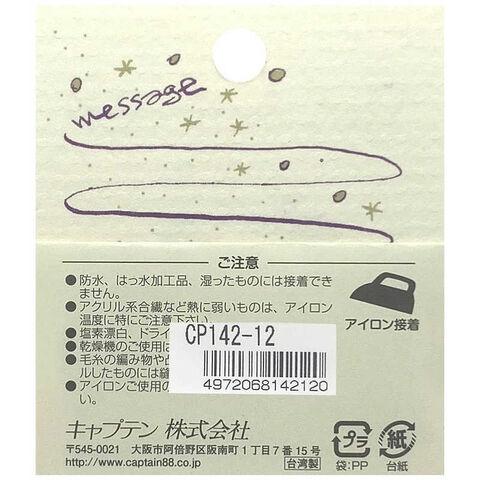 message
ご注意
●防水、はっ水加工品、湿ったものには接着でき
ません。
●アクリル系合繊など熱に弱いものは、アイロン
温度に特にご注意下さい。
●塩素漂白、ドライ
●乾燥機のご使用
●毛糸の編み物や
ルしたものには縫
●アイロンご使用の
い。
アイロン接着
CP142-12
4972068142120
キャプテン 株式会社
〒545-0021 大阪市阿倍野区阪南町1丁目7番15号
http://www.captain88.co.jp
台湾製
プラ
袋:PP
紙
台紙